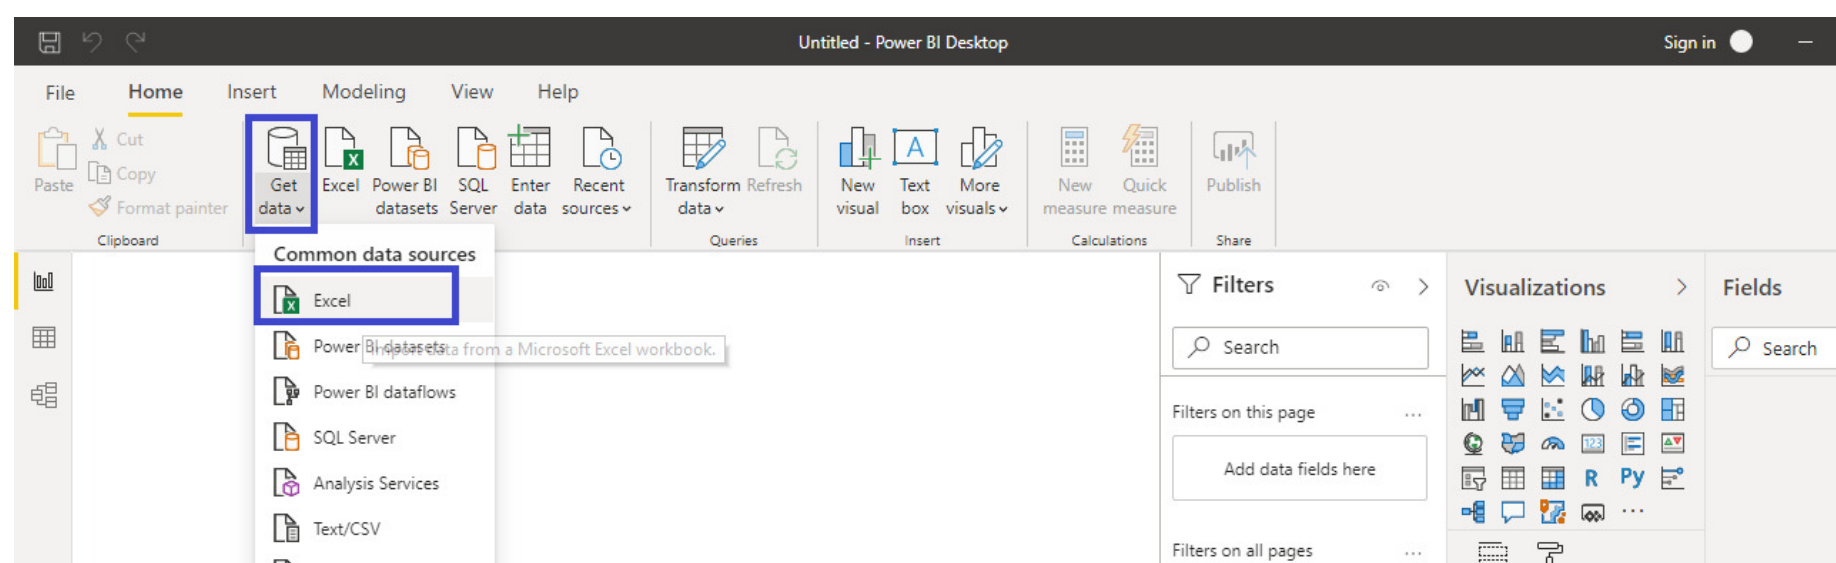 Untitled - Power BI Desktop
Sign in
File Home Insert Modeling View Help
Paste
Cut
Copy
Format painter
Clipboard
Get data
Excel
Power BI datasets
SQL Server
Enter data
Recent sources
Transform data
Refresh
Queries
New visual
Text box
More visuals
Insert
New measure
Quick measure
Calculations
Publish
Share
Common data sources
Excel
Power BI datasets
Import data from a Microsoft Excel workbook.
Power BI dataflows
SQL Server
Analysis Services
Text/CSV
Filters
Search
Filters on this page
Add data fields here
Filters on all pages
Visualizations
123
R Py
Fields
Search